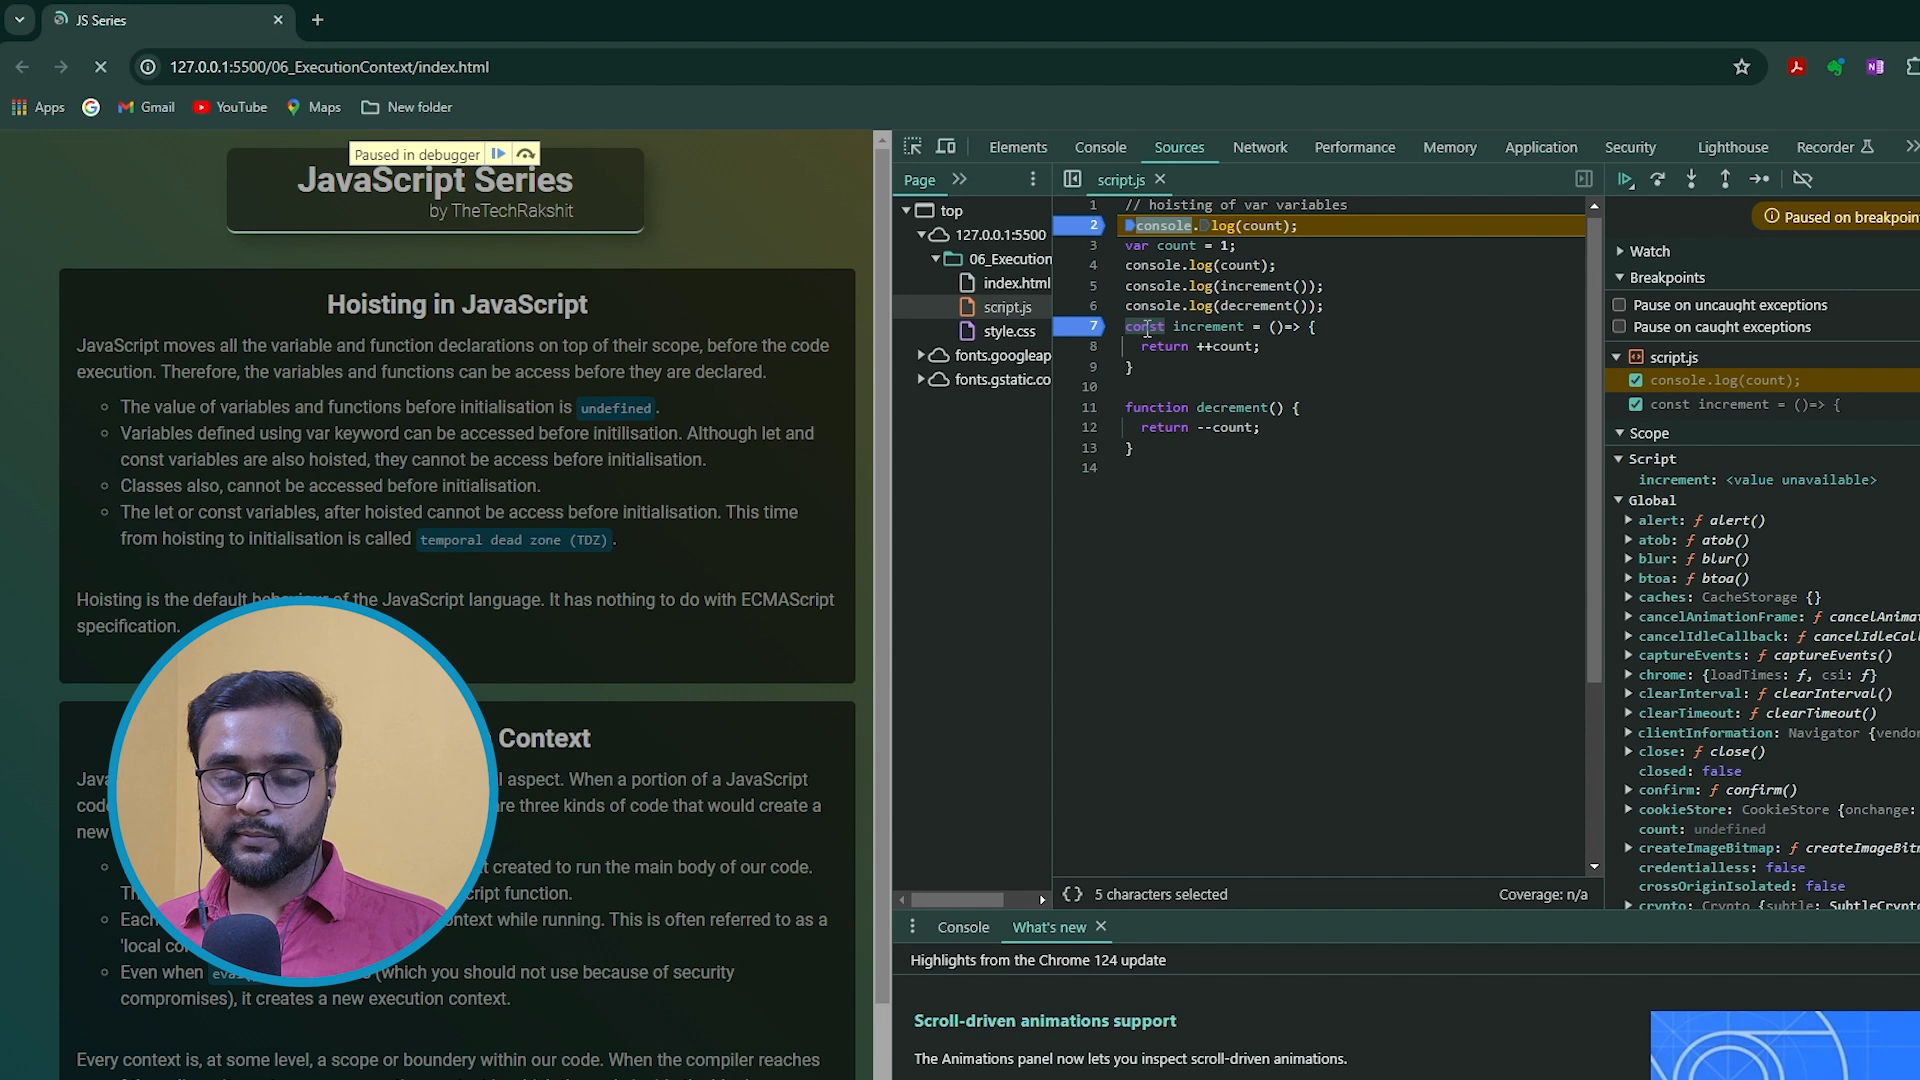 JS Series
127.0.0.1:5500/06_ExecutionContext/index.html
Apps
Gmail
YouTube
Maps
New folder
Paused in debugger
JavaScript Series
by TheTechRakshit
Hoisting in JavaScript
JavaScript moves all the variable and function declarations on top of their scope, before the code
execution. Therefore, the variables and functions can be access before they are declared.
The value of variables and functions before initialisation is undefined.
Variables defined using var keyword can be accessed before initilisation. Although let and
const variables are also hoisted, they cannot be access before initialisation.
Classes also, cannot be accessed before initialisation.
The let or const variables, after hoisted cannot be access before initialisation. This time
from hoisting to initialisation is called temporal dead zone (TDZ).
Hoisting is the default behaviour of the JavaScript language. It has nothing to do with ECMAScript
specification.
Context
aspect. When a portion of a JavaScript
are three kinds of code that would create a
new
created to run the main body of our code.
script function.
Each
context while running. This is often referred to as a
'local
Even when
(which you should not use because of security
compromises), it creates a new execution context.
Every context is, at some level, a scope or boundary within our code. When the compiler reaches
Elements
Console
Sources
Network
Performance
Memory
Application
Security
Lighthouse
Recorder
Page
top
127.0.0.1:5500
06_Execution
index.html
script.js
style.css
fonts.googleap
fonts.gstatic.co
script.js
1 // hoisting of var variables
2 console.log(count);
3 var count = 1;
4 console.log(count);
5 console.log(increment());
6 console.log(decrement());
7 const increment = ()=> {
8 return ++count;
9 }
10
11 function decrement() {
12 return --count;
13 }
14
{} 5 characters selected
Coverage: n/a
Paused on breakpoin
Watch
Breakpoints
Pause on uncaught exceptions
Pause on caught exceptions
script.js
console.log(count);
const increment = ()=> {
Scope
Script
increment: <value unavailable>
Global
alert: ƒ alert()
atob: ƒ atob()
blur: ƒ blur()
btoa: ƒ btoa()
caches: CacheStorage {}
cancelAnimationFrame: ƒ cancelAnimat
cancelIdleCallback: ƒ cancelIdleCall
captureEvents: ƒ captureEvents()
chrome: {loadTimes: ƒ, csi: ƒ}
clearInterval: ƒ clearInterval()
clearTimeout: ƒ clearTimeout()
clientInformation: Navigator {vendor
close: ƒ close()
closed: false
confirm: ƒ confirm()
cookieStore: CookieStore {onchange:
count: undefined
createImageBitmap: ƒ createImageBitm
credentialless: false
crossOriginIsolated: false
crypto: Crypto {subtle: SubtleCrypto
Console
What's new
Highlights from the Chrome 124 update
Scroll-driven animations support
The Animations panel now lets you inspect scroll-driven animations.